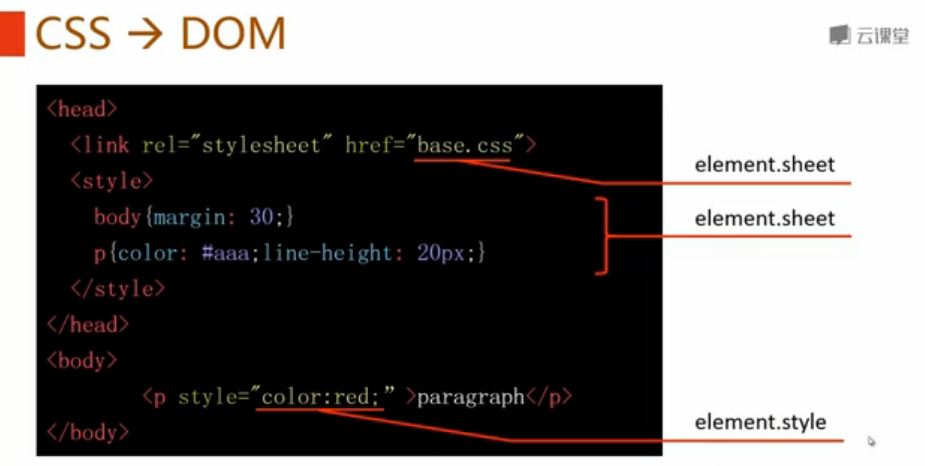 CSS → DOM
云课堂
<head>
<link rel="stylesheet" href="base.css">
element.sheet
<style>
body{margin: 30;}
element.sheet
p{color: #aaa;line-height: 20px;}
</style>
</head>
<body>
<p style="color:red;” >paragraph</p>
element.style
</body>